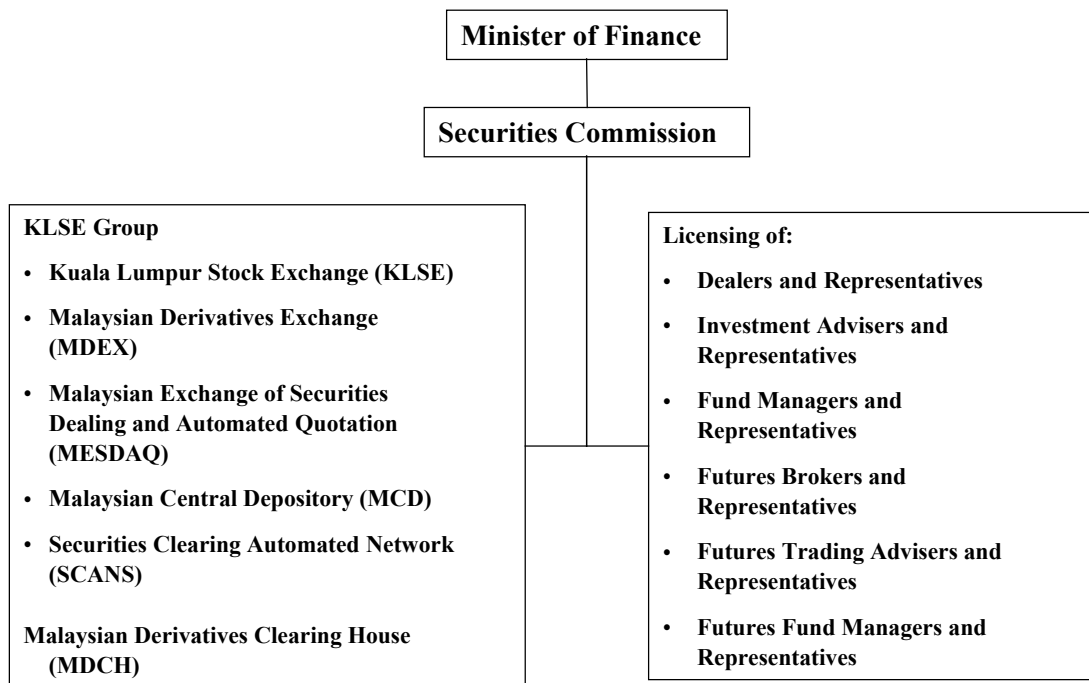 Minister of Finance
Securities Commission
KLSE Group
• Kuala Lumpur Stock Exchange (KLSE)
• Malaysian Derivatives Exchange
(MDEX)
• Malaysian Exchange of Securities
Dealing and Automated Quotation
(MESDAQ)
• Malaysian Central Depository (MCD)
• Securities Clearing Automated Network
(SCANS)
Malaysian Derivatives Clearing House
(MDCH)
Licensing of:
• Dealers and Representatives
• Investment Advisers and
Representatives
• Fund Managers and
Representatives
• Futures Brokers and
Representatives
• Futures Trading Advisers and
Representatives
• Futures Fund Managers and
Representatives